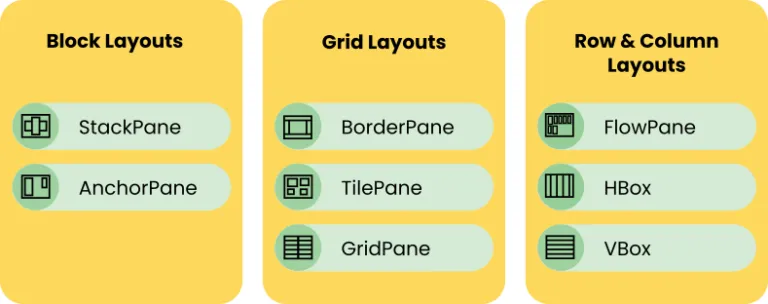 Block Layouts
StackPane
AnchorPane
Grid Layouts
BorderPane
TilePane
GridPane
Row & Column
Layouts
FlowPane
HBox
VBox